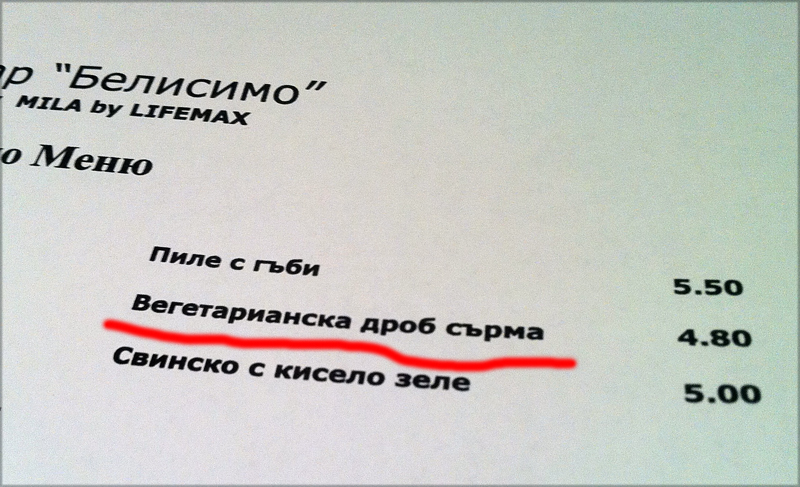 "Белисимо"
MILA by LIFEMAX
Меню
Пиле с гъби 5.50
Вегетарианска дроб сърма 4.80
Свинско с кисело зеле 5.00